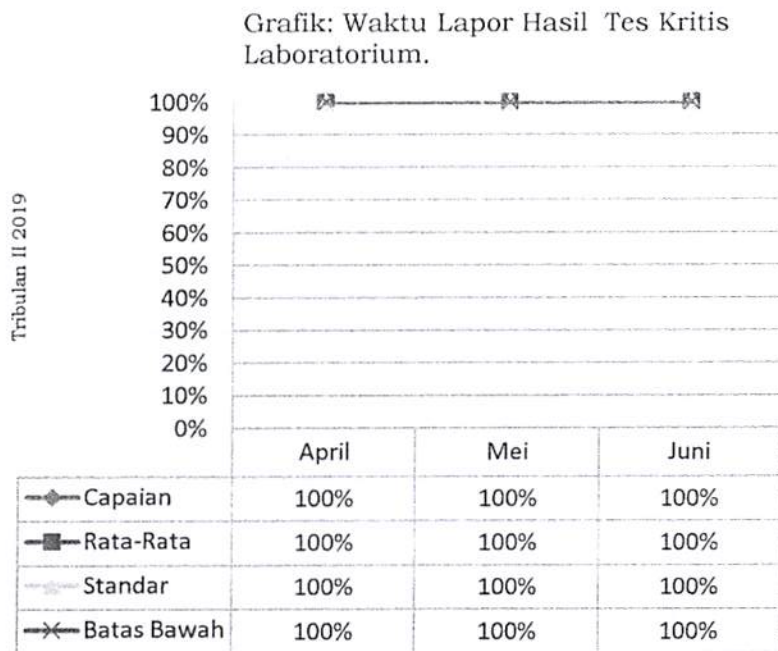 Grafik: Waktu Lapor Hasil Tes Kritis
Laboratorium.
Tribulan II 2019
100%
90%
80%
70%
60%
50%
40%
30%
20%
10%
0%
April Mei Juni
Capaian 100% 100% 100%
Rata-Rata 100% 100% 100%
Standar 100% 100% 100%
Batas Bawah 100% 100% 100%